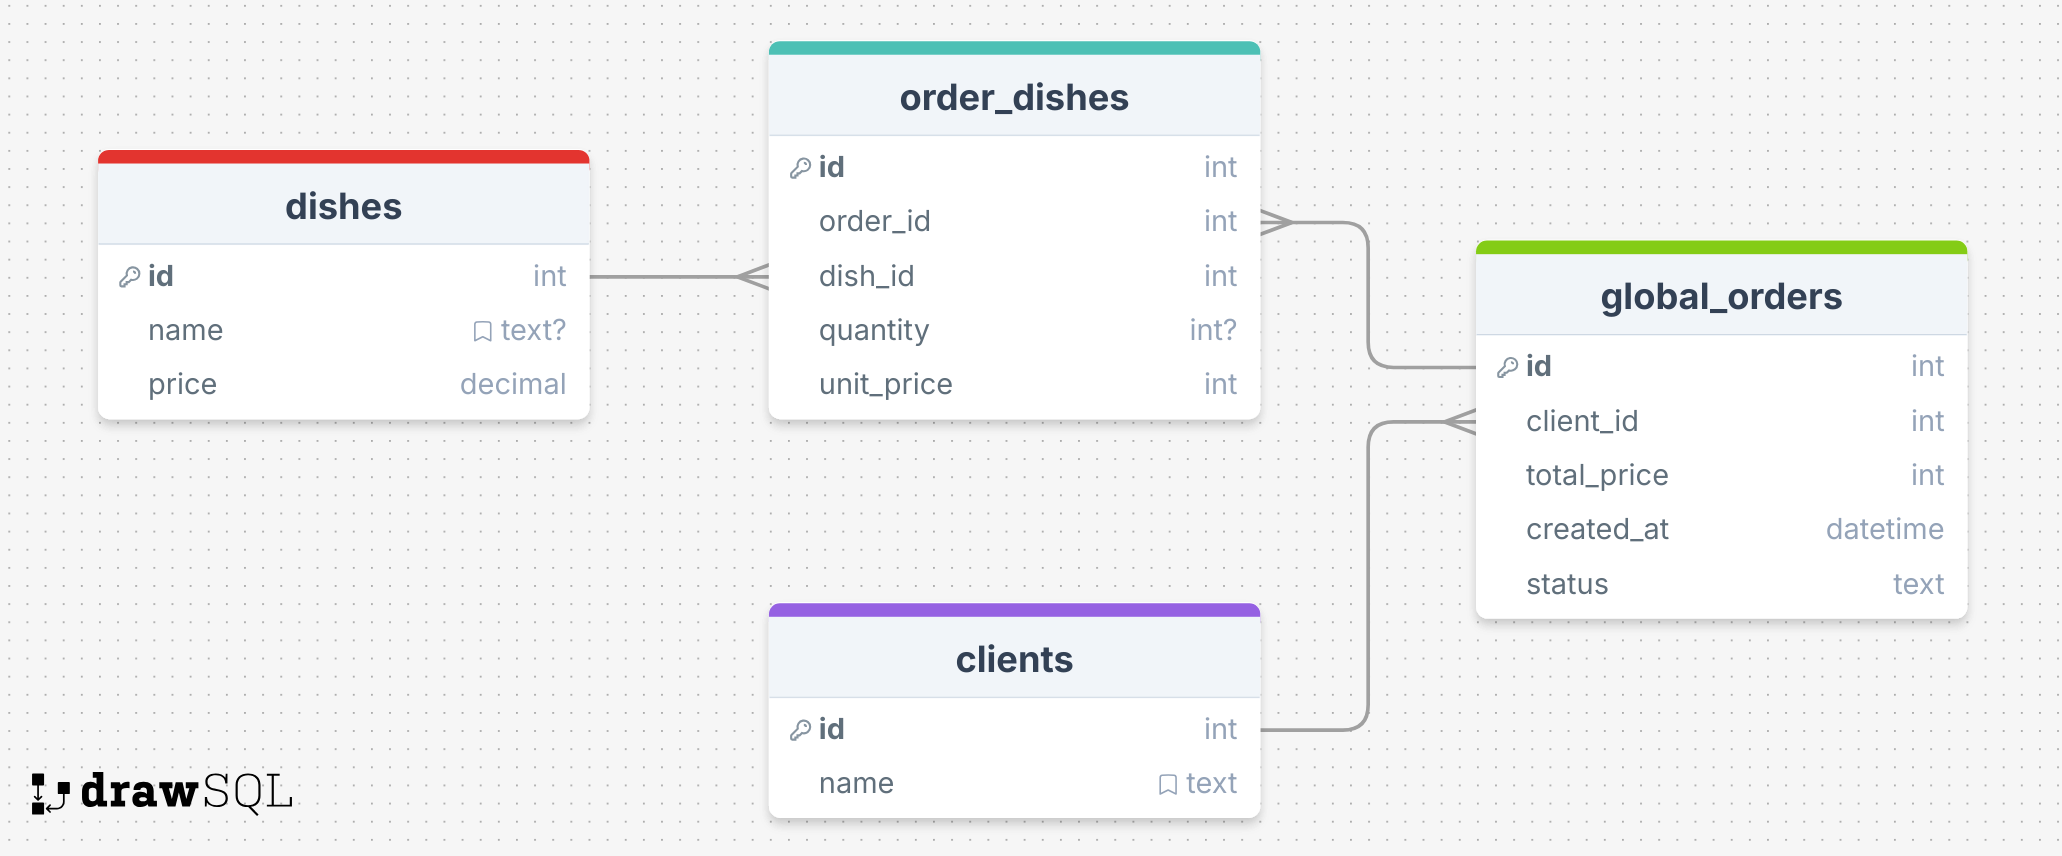 dishes
id int
name text?
price decimal
order_dishes
id int
order_id int
dish_id int
quantity int?
unit_price int
global_orders
id int
client_id int
total_price int
created_at datetime
status text
clients
id int
name text
drawSQL